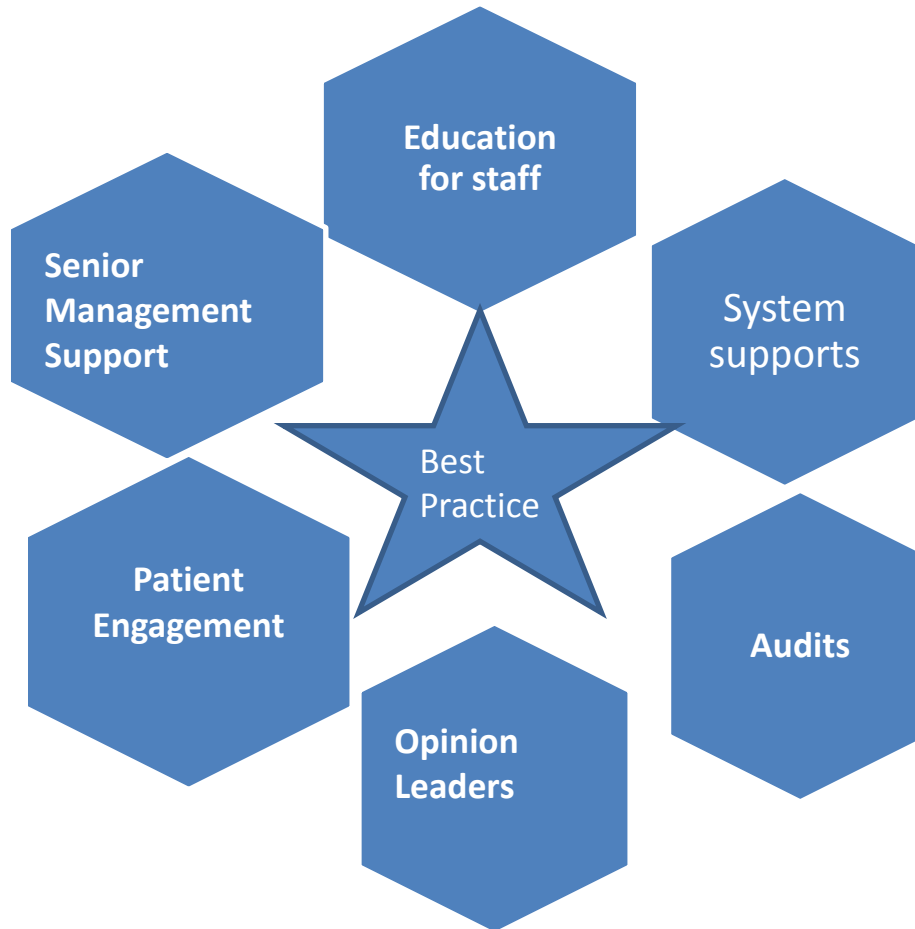 Education
for staff
Senior
Management
Support
System
supports
Best
Practice
Patient
Engagement
Audits
Opinion
Leaders